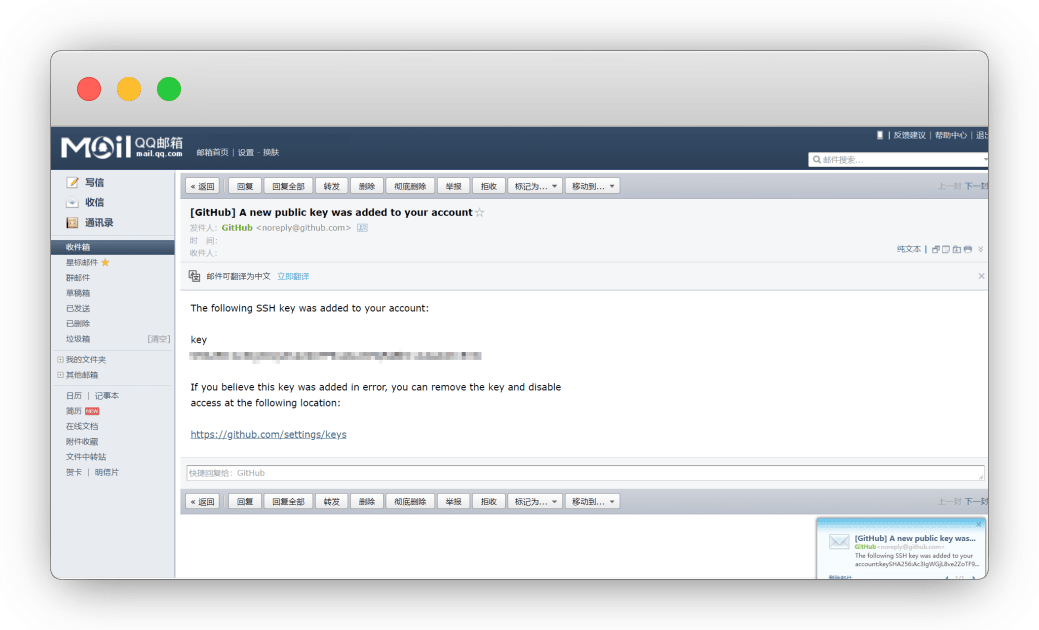 MOil QQ邮箱 mail.qq.com
邮箱首页 | 设置 - 换肤
| 反馈建议 | 帮助中心 | 退出
邮件搜索...
写信
收信
通讯录
收件箱
星标邮件
群邮件
草稿箱
已发送
已删除
垃圾箱 [清空]
我的文件夹
其他邮箱
日历 | 记事本
简历 NEW
在线文档
附件收藏
文件中转站
贺卡 | 明信片
« 返回 回复 回复全部 转发 删除 彻底删除 举报 拒收 标记为... 移动到... 上一封 下一封
[GitHub] A new public key was added to your account
发件人: GitHub <noreply@github.com>
时 间:
收件人:
纯文本 |
邮件可翻译为中文 立即翻译
The following SSH key was added to your account:
key
If you believe this key was added in error, you can remove the key and disable
access at the following location:
https://github.com/settings/keys
快捷回复给: GitHub
« 返回 回复 回复全部 转发 删除 彻底删除 举报 拒收 标记为... 移动到... 上一封 下一封
[GitHub] A new public key was...
GitHub<noreply@github.com>
The following SSH key was added to your